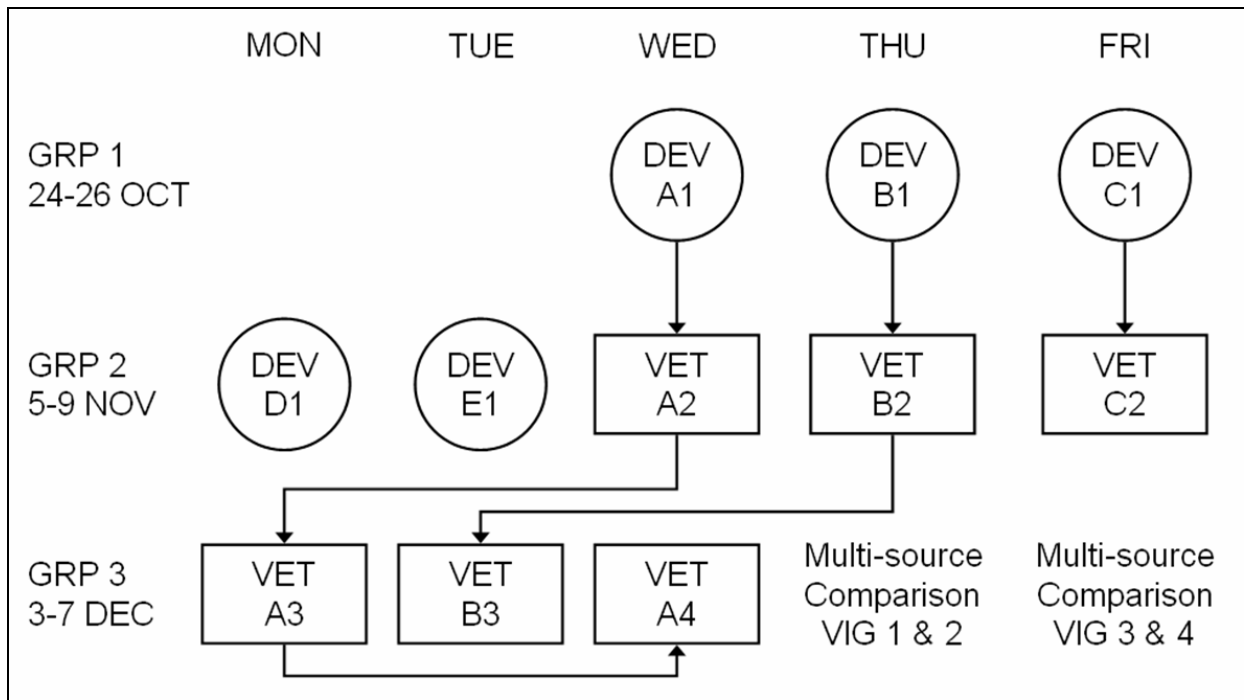 MON TUE WED THU FRI
GRP 1
24-26 OCT
DEV
A1
DEV
B1
DEV
C1
GRP 2
5-9 NOV
DEV
D1
DEV
E1
VET
A2
VET
B2
VET
C2
GRP 3
3-7 DEC
VET
A3
VET
B3
VET
A4
Multi-source
Comparison
VIG 1 & 2
Multi-source
Comparison
VIG 3 & 4